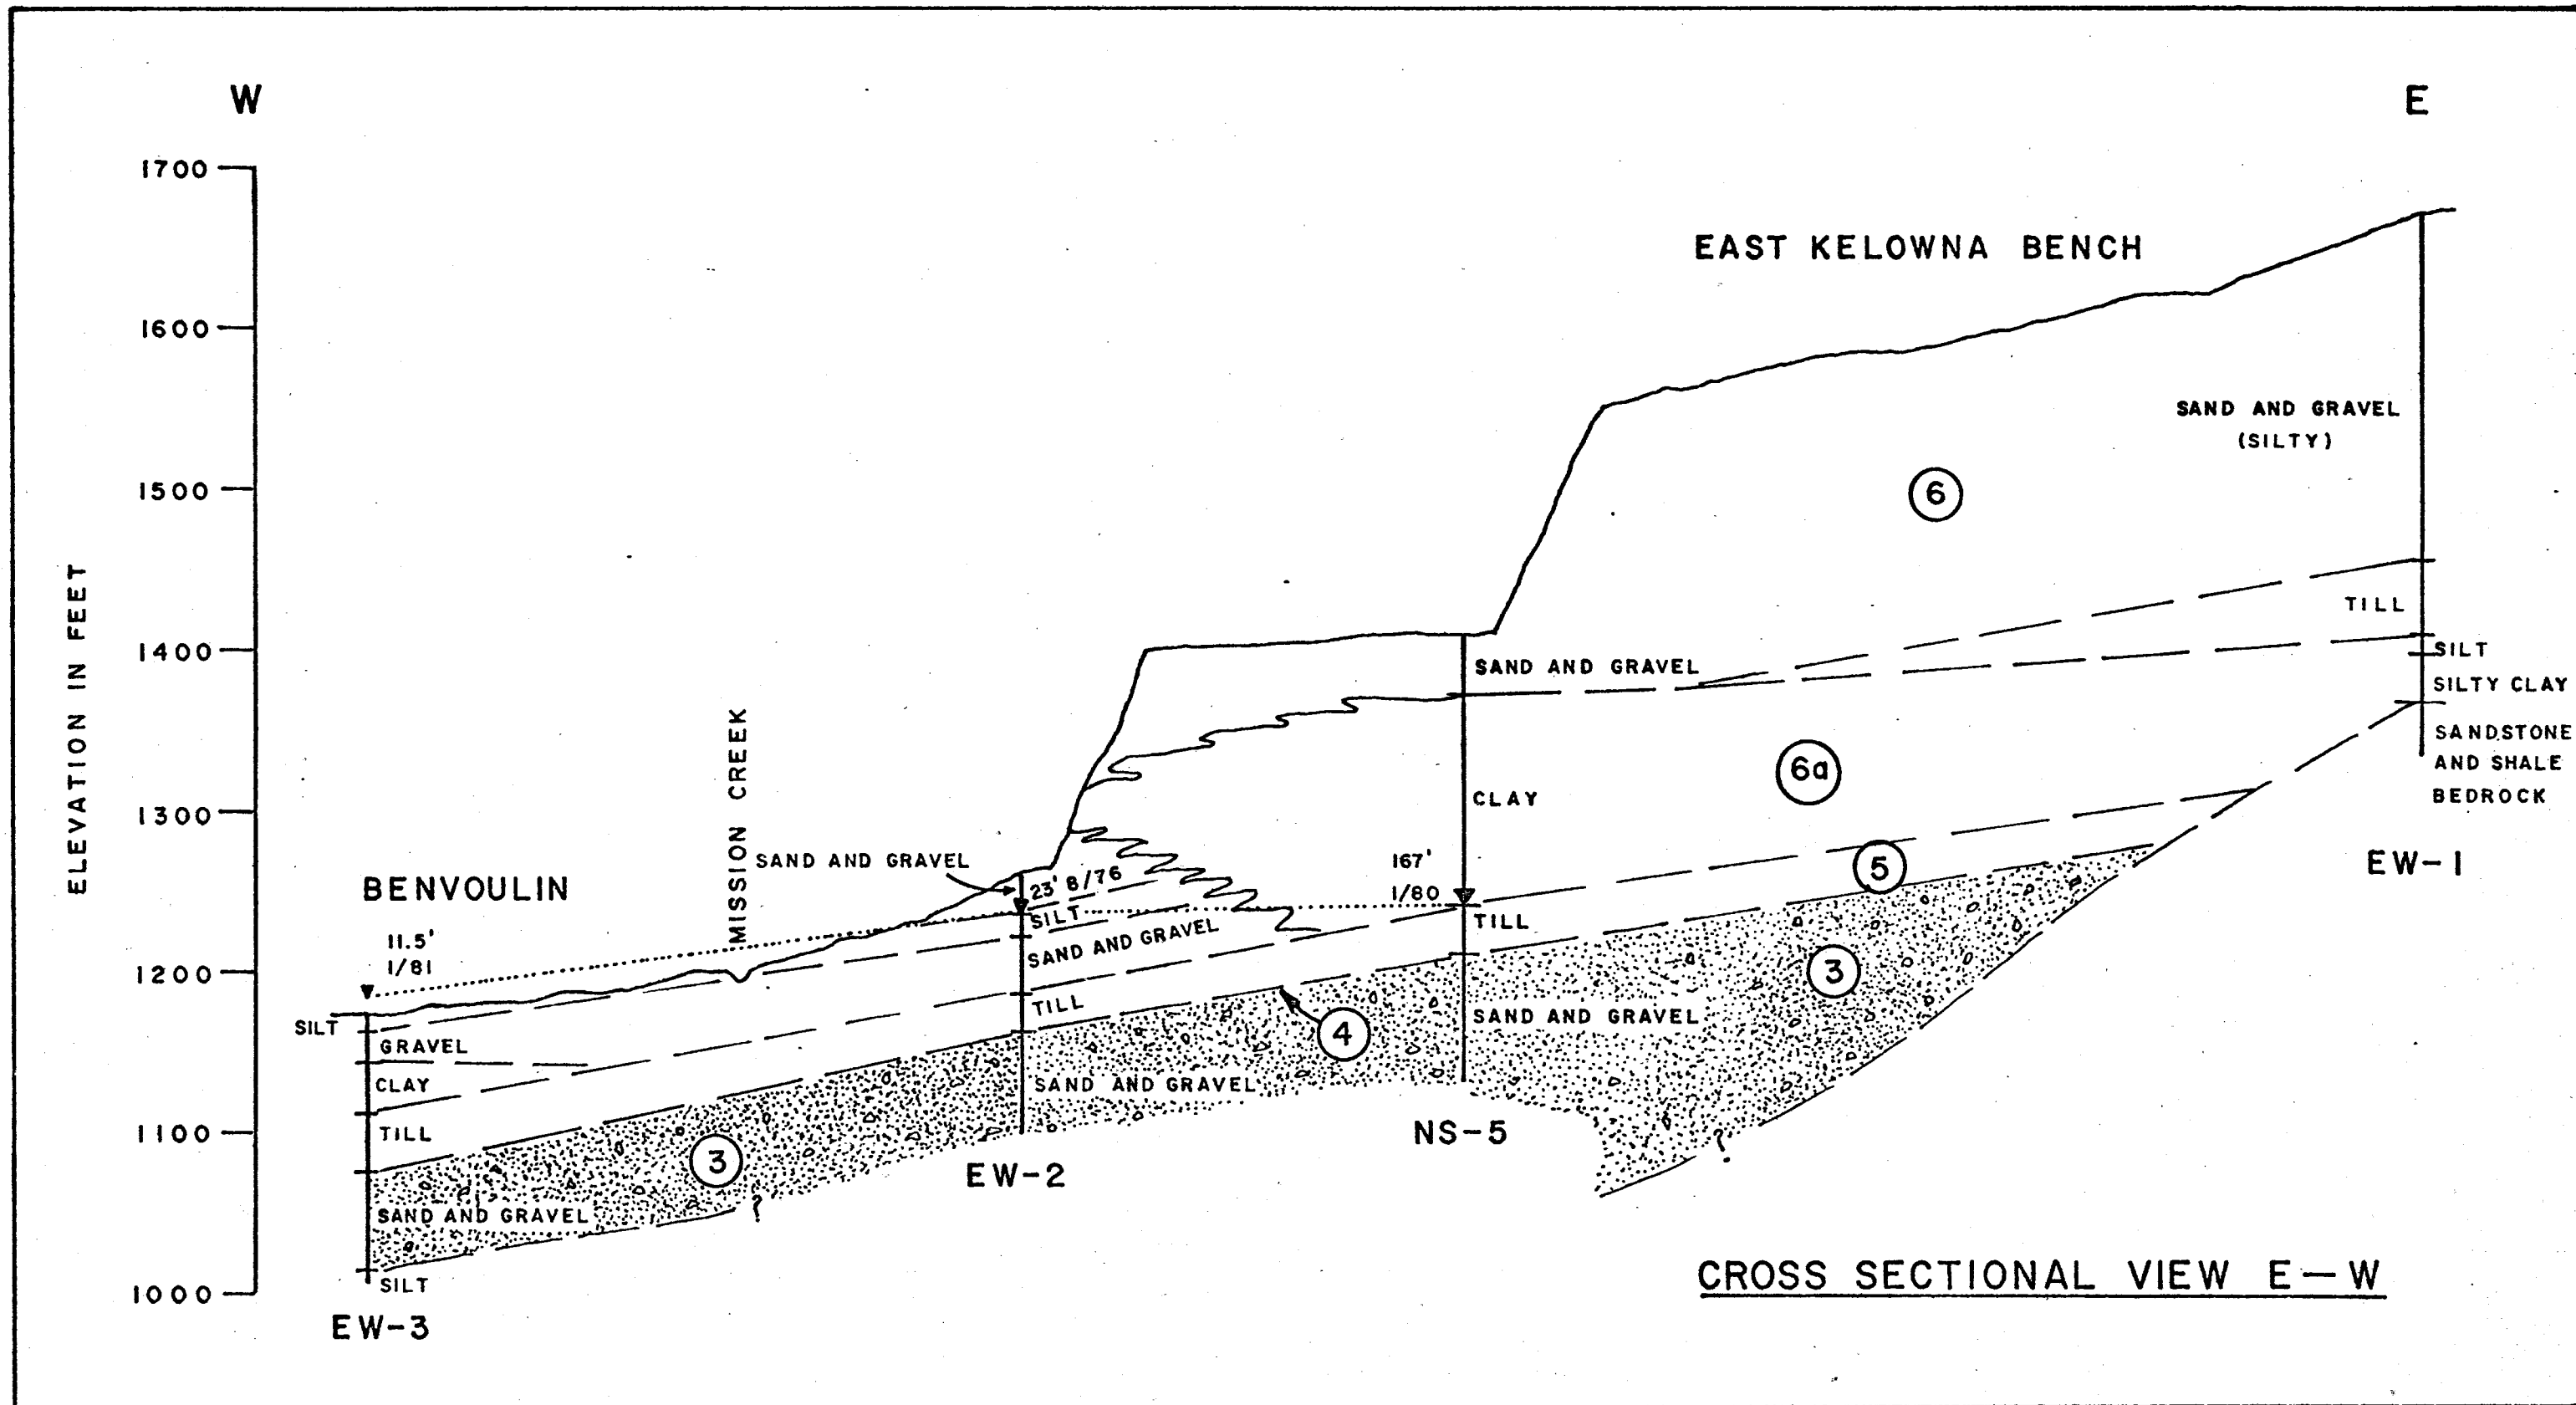 W
E
1700
1600
1500
1400
1300
1200
1100
1000
ELEVATION IN FEET
EAST KELOWNA BENCH
SAND AND GRAVEL
(SILTY)
6
TILL
SILT
SILTY CLAY
SANDSTONE
AND SHALE
BEDROCK
EW-1
SAND AND GRAVEL
CLAY
6a
167'
1/80
TILL
5
3
SAND AND GRAVEL
NS-5
4
MISSION CREEK
SAND AND GRAVEL
23' 8/76
SILT
SAND AND GRAVEL
TILL
SAND AND GRAVEL
EW-2
BENVOULIN
11.5'
1/81
SILT
GRAVEL
CLAY
TILL
3
SAND AND GRAVEL
SILT
EW-3
?
?
CROSS SECTIONAL VIEW E-W